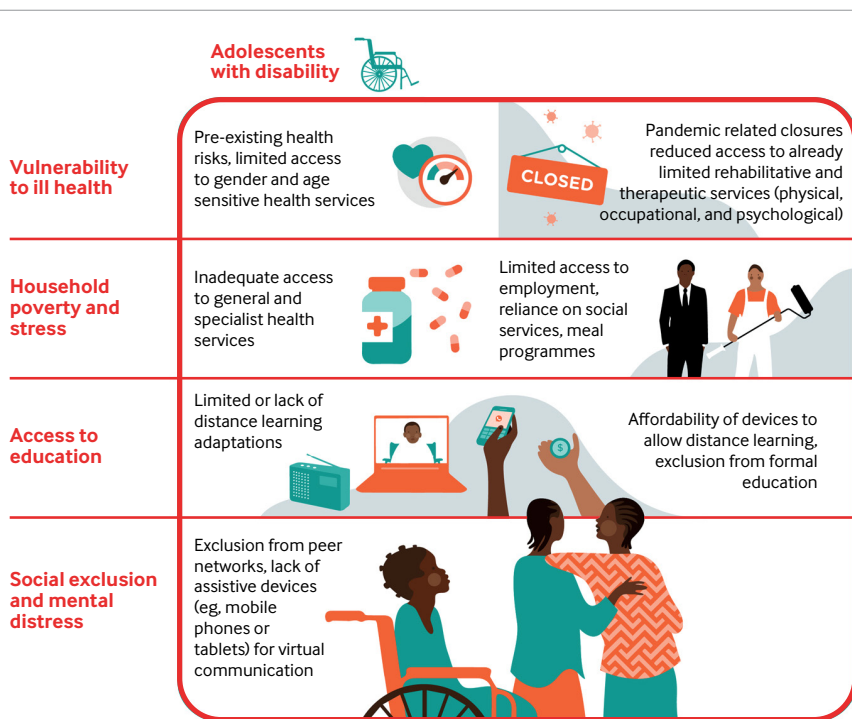 Adolescents
with disability
Vulnerability
to ill health
Pre-existing health
risks, limited access
to gender and age
sensitive health services
CLOSED
Pandemic related closures
reduced access to already
limited rehabilitative and
therapeutic services (physical,
occupational, and psychological)
Household
poverty and
stress
Inadequate access
to general and
specialist health
services
Limited access to
employment,
reliance on social
services, meal
programmes
Access to
education
Limited or lack of
distance learning
adaptations
$
Affordability of devices to
allow distance learning,
exclusion from formal
education
Social exclusion
and mental
distress
Exclusion from peer
networks, lack of
assistive devices
(eg, mobile
phones or
tablets) for virtual
communication